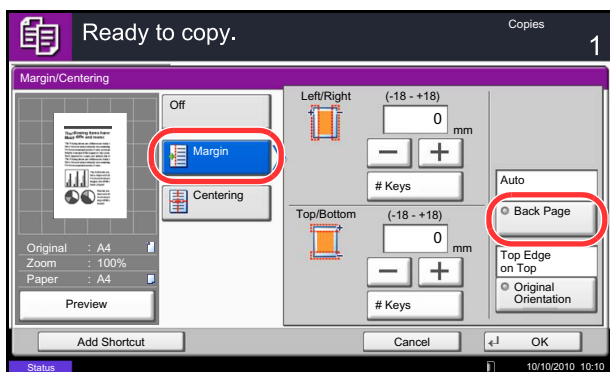 Ready to copy.
Copies
1
Margin/Centering
Off
Margin
Centering
Original : A4
Zoom : 100%
Paper : A4
Preview
Left/Right (-18 - +18)
0 mm
# Keys
Top/Bottom (-18 - +18)
0 mm
# Keys
Auto
Back Page
Top Edge
on Top
Original
Orientation
Add Shortcut
Cancel
OK
Status
10/10/2010 10:10